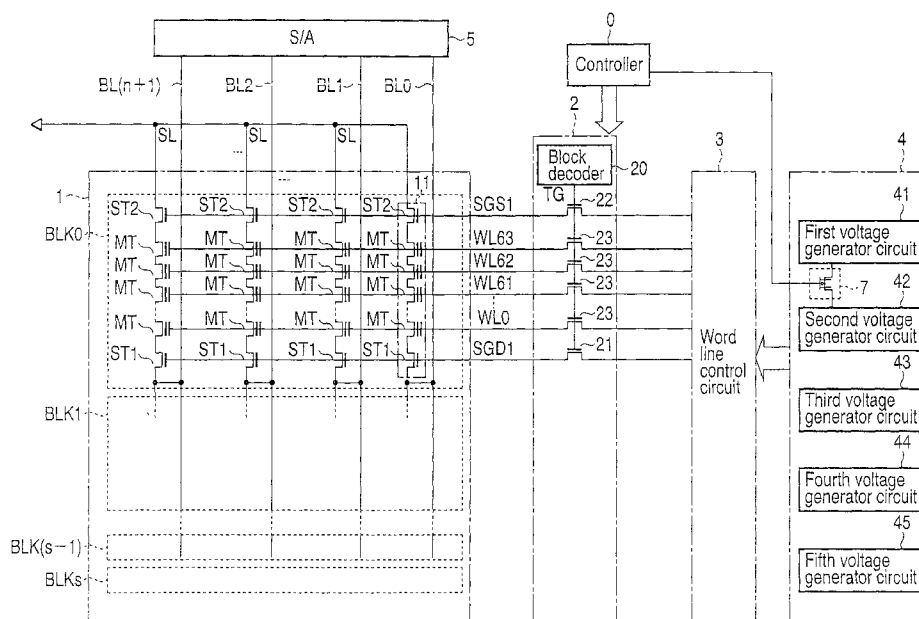 S/A
5
0
Controller
BL(n+1)
BL2
BL1
BL0
2
3
4
SL
SL
SL
Block decoder
20
TG
1
11
ST2
ST2
ST2
ST2
SGS1
22
41
BLK0
MT
MT
MT
MT
WL63
23
First voltage generator circuit
MT
MT
MT
MT
WL62
23
7
MT
MT
MT
MT
WL61
23
42
MT
MT
MT
MT
WL0
23
Second voltage generator circuit
ST1
ST1
ST1
ST1
SGD1
21
Word line control circuit
43
BLK1
Third voltage generator circuit
44
Fourth voltage generator circuit
BLK(s-1)
45
BLKs
Fifth voltage generator circuit